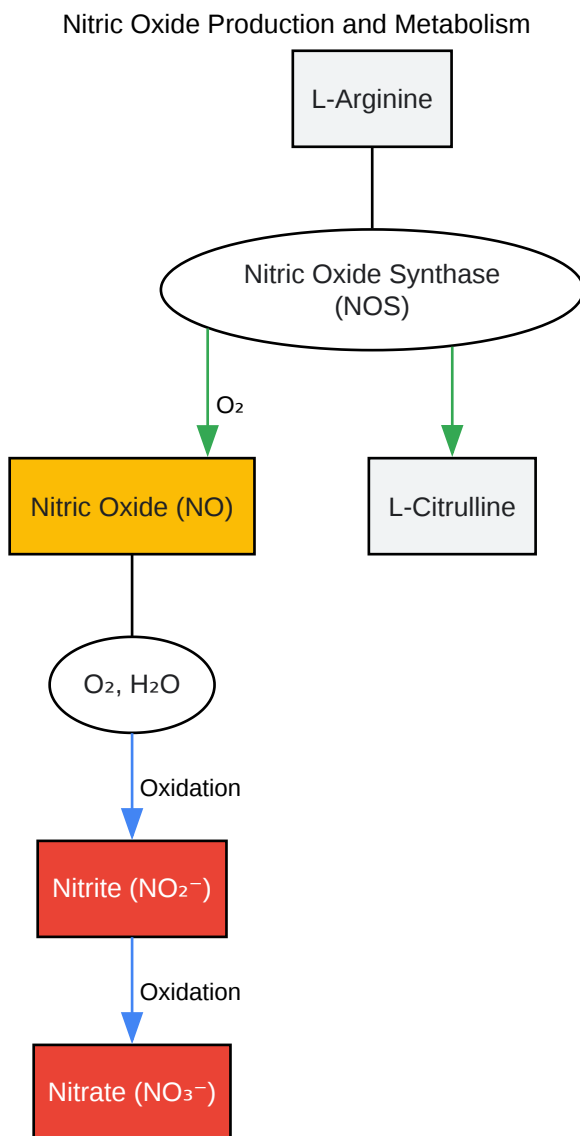 Nitric Oxide Production and Metabolism
L-Arginine
Nitric Oxide Synthase
(NOS)
O₂
Nitric Oxide (NO)
L-Citrulline
O₂, H₂O
Oxidation
Nitrite (NO₂⁻)
Oxidation
Nitrate (NO₃⁻)